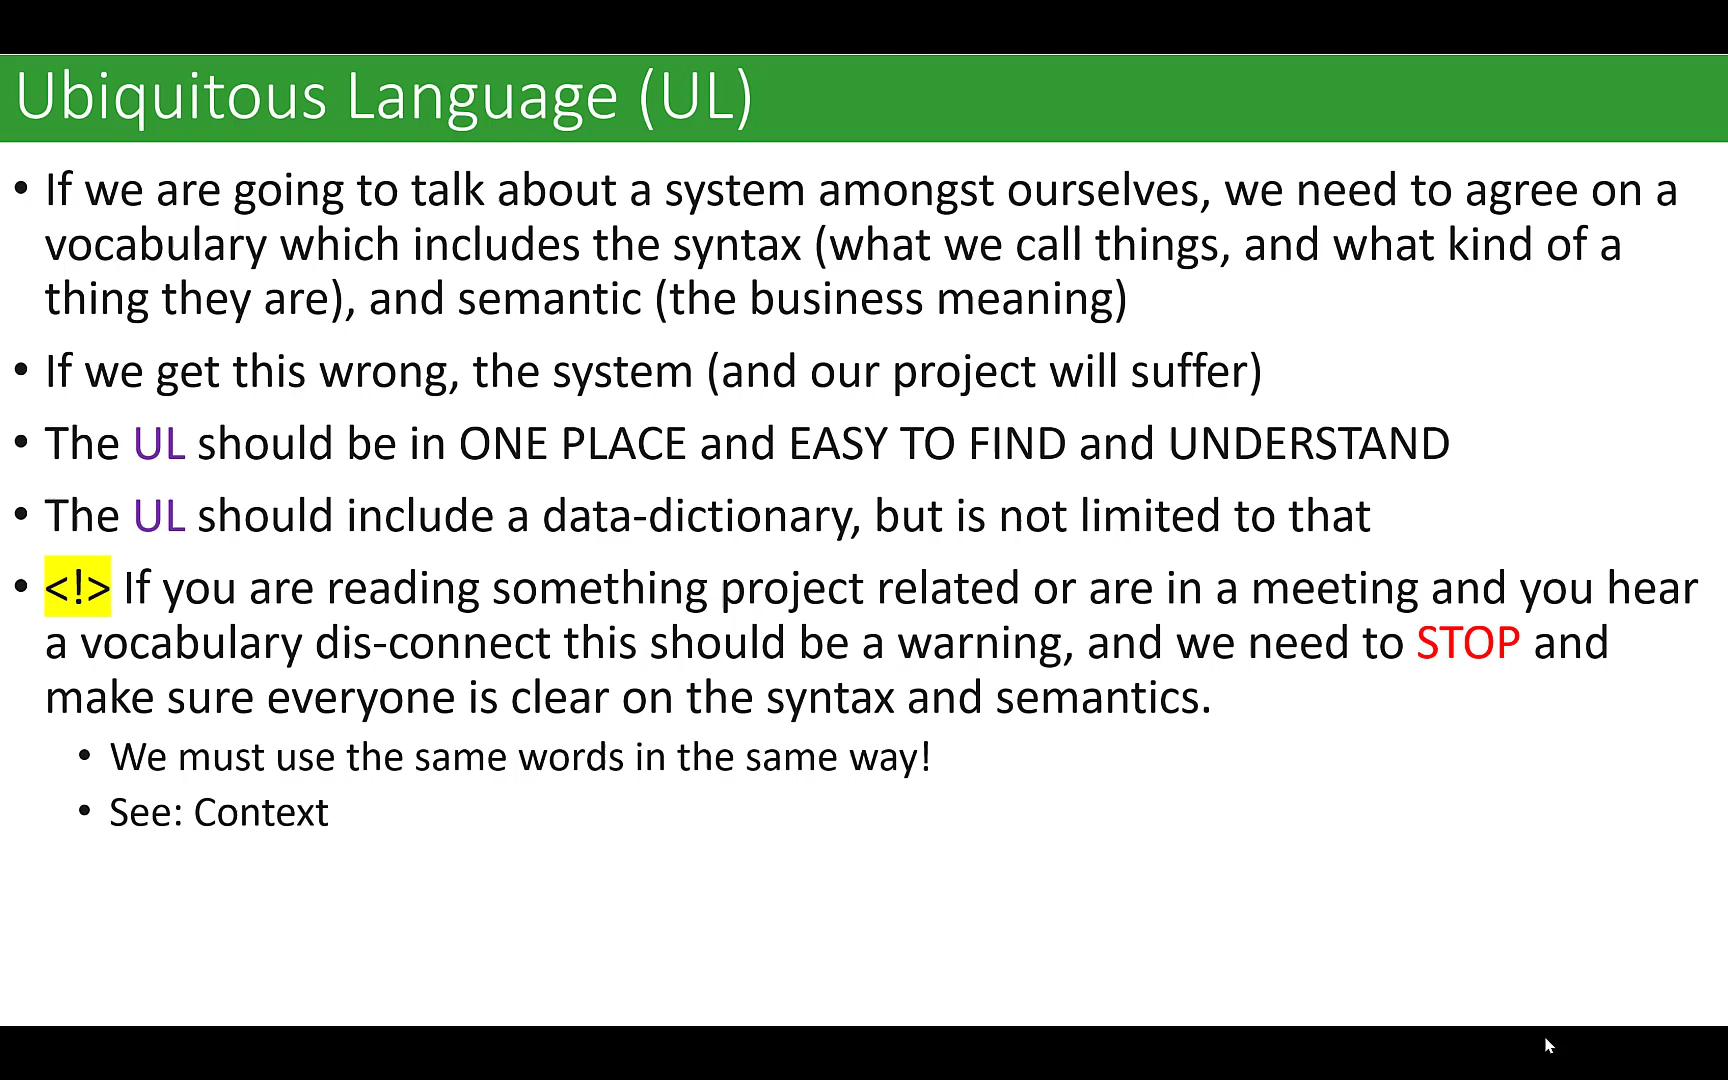 Ubiquitous Language (UL)
• If we are going to talk about a system amongst ourselves, we need to agree on a
vocabulary which includes the syntax (what we call things, and what kind of a
thing they are), and semantic (the business meaning)
• If we get this wrong, the system (and our project will suffer)
• The UL should be in ONE PLACE and EASY TO FIND and UNDERSTAND
• The UL should include a data-dictionary, but is not limited to that
• <!> If you are reading something project related or are in a meeting and you hear
a vocabulary dis-connect this should be a warning, and we need to STOP and
make sure everyone is clear on the syntax and semantics.
• We must use the same words in the same way!
• See: Context